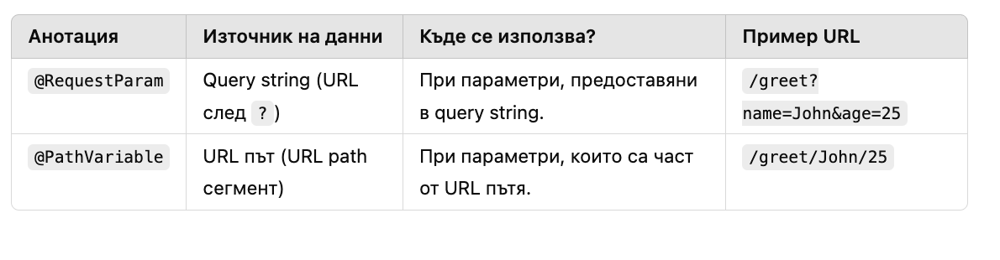 Анотация Източник на данни Къде се използва? Пример URL
@RequestParam Query string (URL При параметри, предоставяни /greet?
след ?) в query string. name=John&age=25
@PathVariable URL път (URL path При параметри, които са част /greet/John/25
сегмент) от URL пътя.